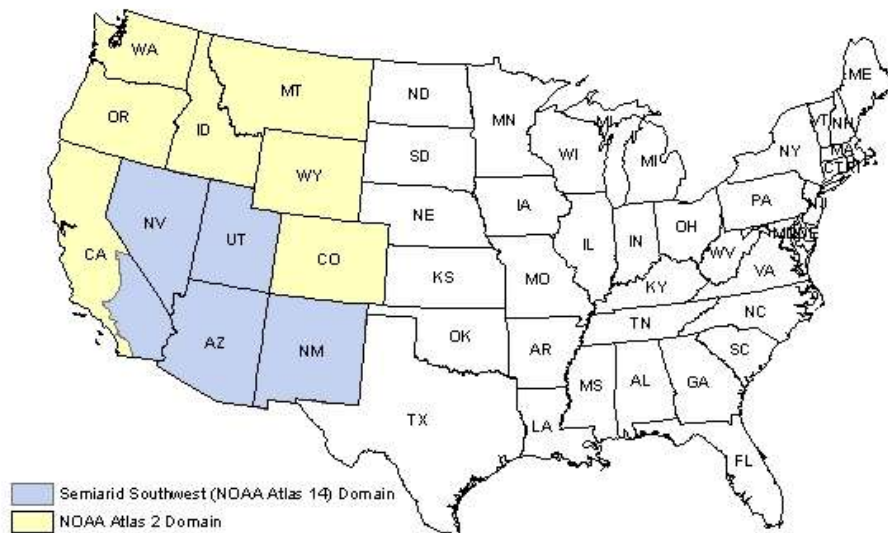 WA
MT
ND
ME
OR
ID
MN
VT
NH
MI
SD
WI
MI
NY
MA
CT
RI
WY
NE
IA
PA
NJ
NV
UT
IL
IN
OH
MD
DE
CA
CO
KS
MO
WV
VA
KY
AZ
NM
OK
AR
TN
NC
SC
MS
AL
GA
TX
LA
FL
Semiarid Southwest (NOAA Atlas 14) Domain
NOAA Atlas 2 Domain